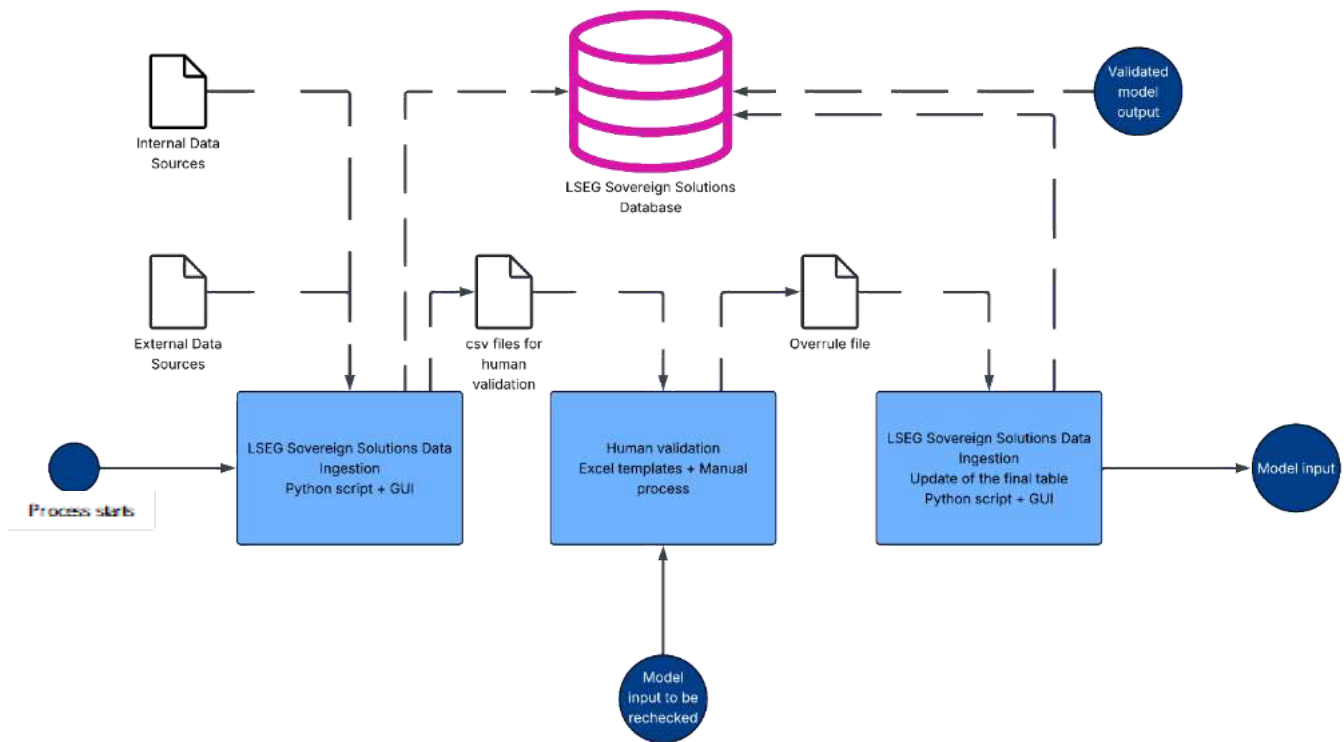 Internal Data
Sources
LSEG Sovereign Solutions
Database
Validated
model
output
External Data
Sources
csv files for
human
validation
Overrule file
Process starts
LSEG Sovereign Solutions Data
Ingestion
Python script + GUI
Human validation
Excel templates + Manual
process
LSEG Sovereign Solutions Data
Ingestion
Update of the final table
Python script + GUI
Model input
Model
input to be
rechecked